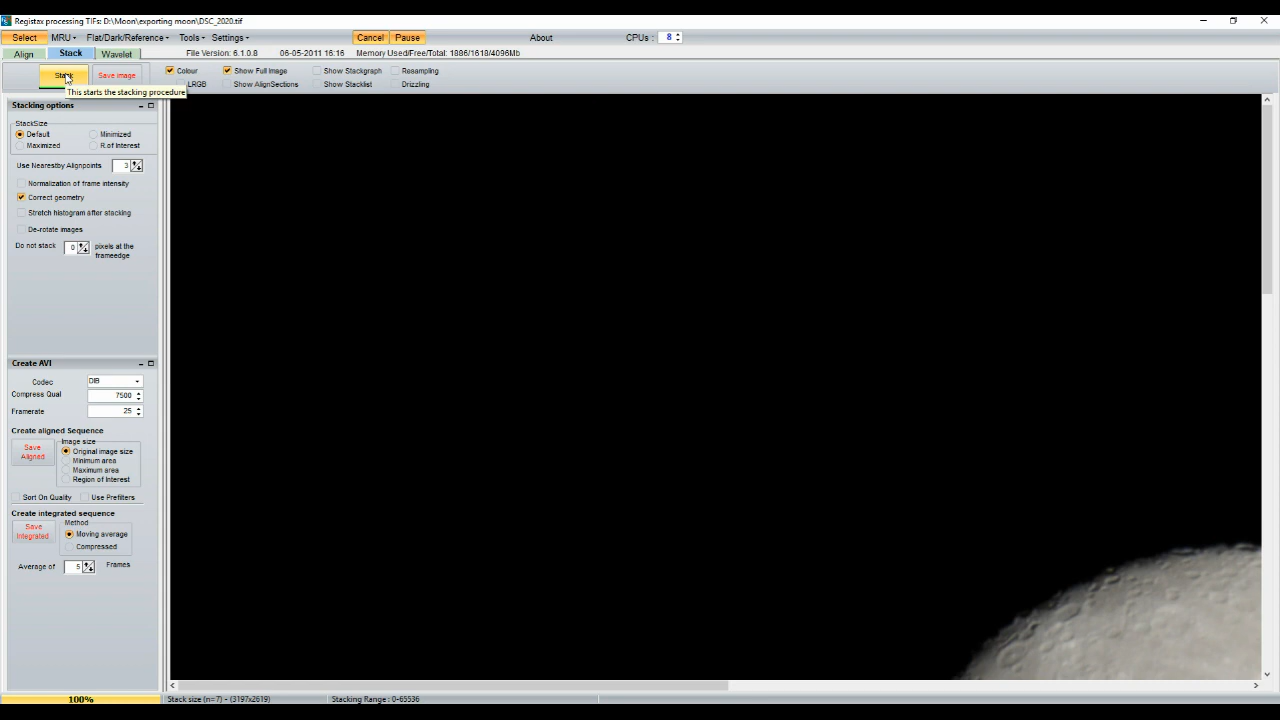 Registax processing TIFs: D:\Moon\exporting moon\DSC_2020.tif
Select MRU Flat/Dark/Reference Tools Settings Cancel Pause About CPUs : 8
Align Stack Wavelet File Version: 6.1.0.8 06-05-2011 16:16 Memory Used/Free/Total: 1886/1618/4096Mb
Stack Save image Colour Show Full Image Show Stackgraph Resampling
LRGB Show AlignSections Show Stacklist Drizzling
This starts the stacking procedure
Stacking options
StackSize
Default Minimized
Maximized R.of Interest
Use Nearestby Alignpoints 3
Normalization of frame intensity
Correct geometry
Stretch histogram after stacking
De-rotate images
Do not stack 0 pixels at the
frameedge
Create AVI
Codec DIB
Compress Qual 7500
Framerate 25
Create aligned Sequence
Image size
Save
Aligned
Original image size
Minimum area
Maximum area
Region of Interest
Sort On Quality Use Prefilters
Create integrated sequence
Method
Save
Integrated
Moving average
Compressed
Average of 5 Frames
100% Stack size (n=7) - (3197x2619) Stacking Range : 0-65536